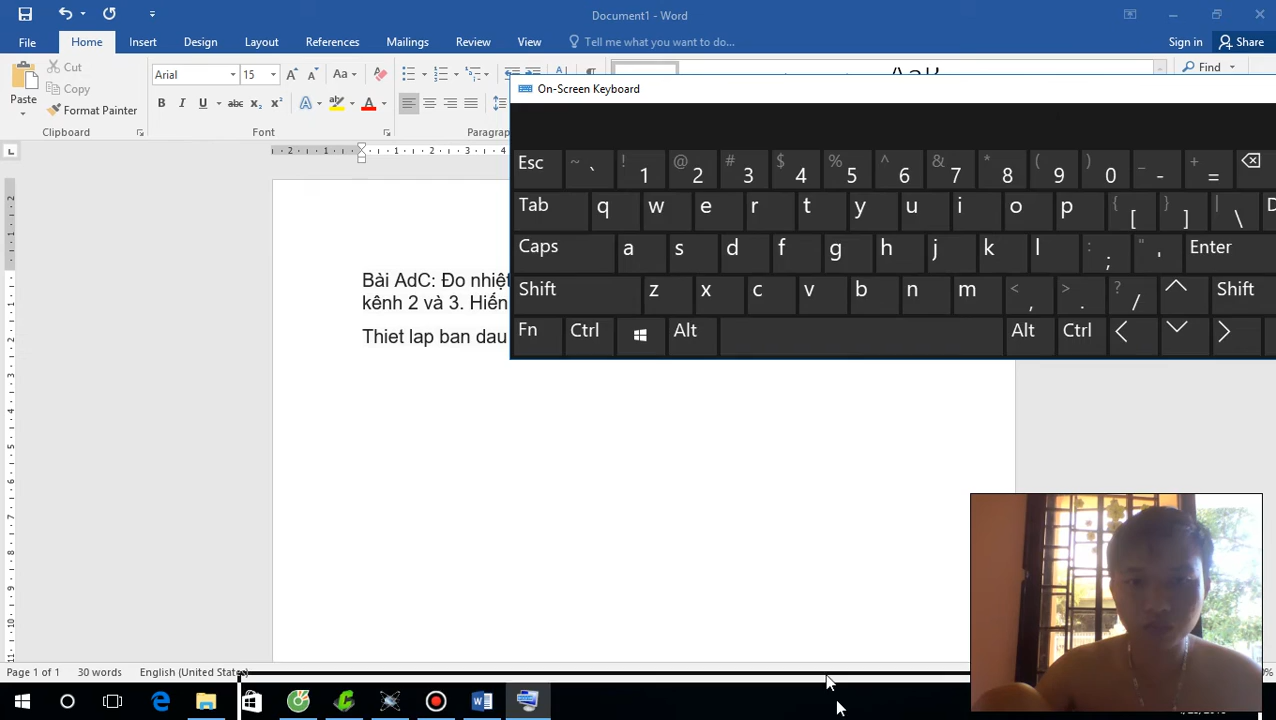 Document1 - Word
File Home Insert Design Layout References Mailings Review View Tell me what you want to do... Sign in Share
Paste
Cut
Copy
Format Painter
Arial 15
Find
Clipboard Font Paragr
On-Screen Keyboard
Esc ~ ` ! 1 @ 2 # 3 $ 4 % 5 ^ 6 & 7 * 8 ( 9 ) 0 _ - + =
Tab q w e r t y u i o p { [ } ] | \ D
Caps a s d f g h j k l : ; " ' Enter
Shift z x c v b n m < , > . ? / Shift
Fn Ctrl Alt Alt Ctrl
Bài AdC: Đo nhiệt
kênh 2 và 3. Hiến
Thiet lap ban dau
Page 1 of 1 30 words English (United States)